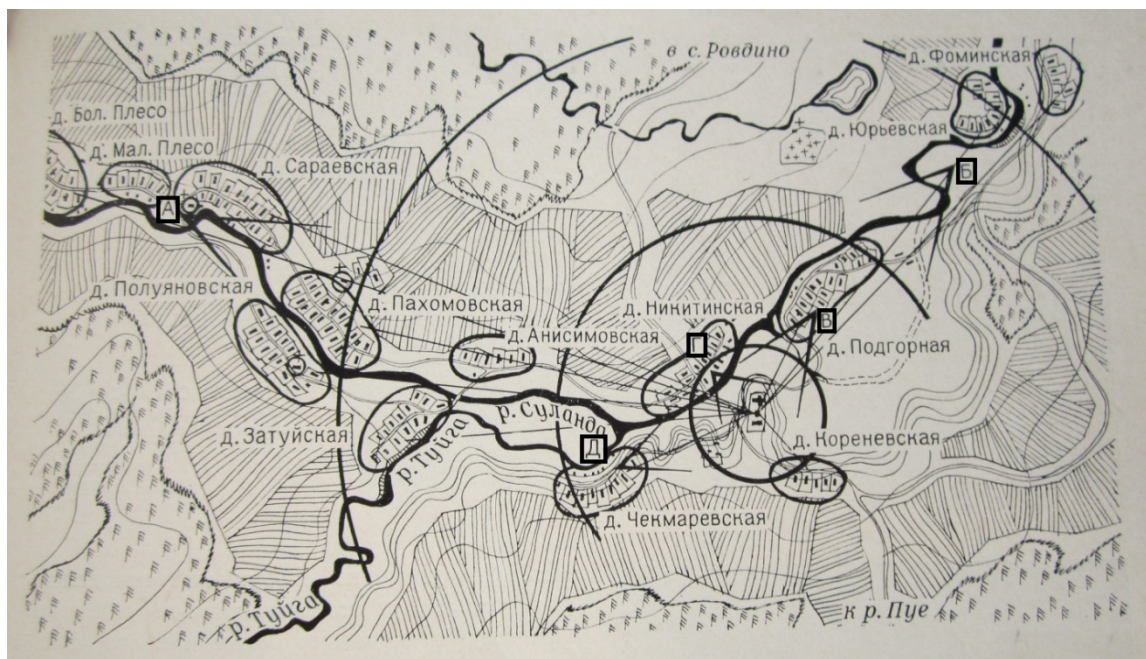 в с. Ровдино
д. Фоминская
д. Бол. Плесо
д. Юрьевская
д. Мал. Плесо
д. Сараевская
А
Б
д. Полуяновская
д. Пахомовская
д. Никитинская
д. Анисимовская
Г
д. Подгорная
р. Суланда
д. Затуйская
р. Туйга
Д
д. Кореневская
д. Чекмаревская
р. Туйга
к р. Пуе